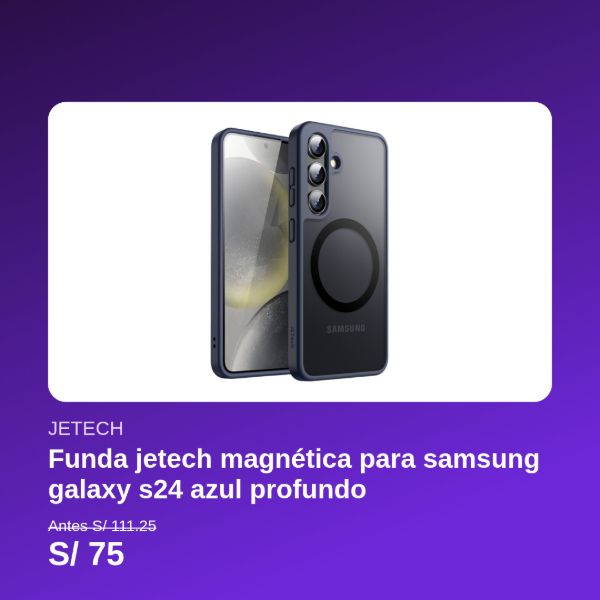 SAMSUNG
JETECH
Funda jetech magnética para samsung
galaxy s24 azul profundo
Antes S/ 111.25
S/ 75